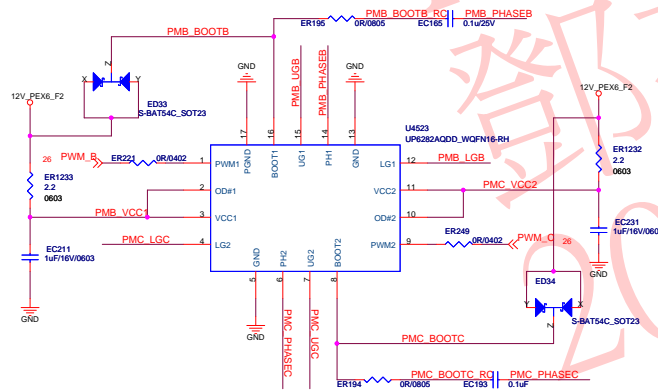 PMB_BOOTB_RC
PMB_PHASEB
ER195
0R/0805
EC165
0.1u/25V
PMB_BOOTB
Z
X
Y
ED33
S-BAT54C_SOT23
12V_PEX6_F2
GND
PMB_UGB
PMB_PHASEB
GND
12V_PEX6_F2
17
16
15
14
13
PGND
BOOT1
UG1
PH1
GND
U4523
UP6282AQDD_WQFN16-RH
26
PWM_B
ER221
0R/0402
1
PWM1
LG1
12
PMB_LGB
ER1232
2.2
0603
ER1233
2.2
0603
2
OD#1
VCC2
11
PMC_VCC2
PMB_VCC1
3
VCC1
OD#2
10
EC231
1uF/16V/060
PMC_LGC
4
LG2
PWM2
9
ER249
0R/0402
PWM_C
26
EC211
1uF/16V/0603
GND
PH2
UG2
BOOT2
5
6
7
8
GND
GND
GND
PMC_PHASEC
PMC_UGC
ED34
Y
X
Z
S-BAT54C_SOT23
PMC_BOOTC
PMC_BOOTC_RC
PMC_PHASEC
ER194
0R/0805
EC193
0.1uF
鄧
20